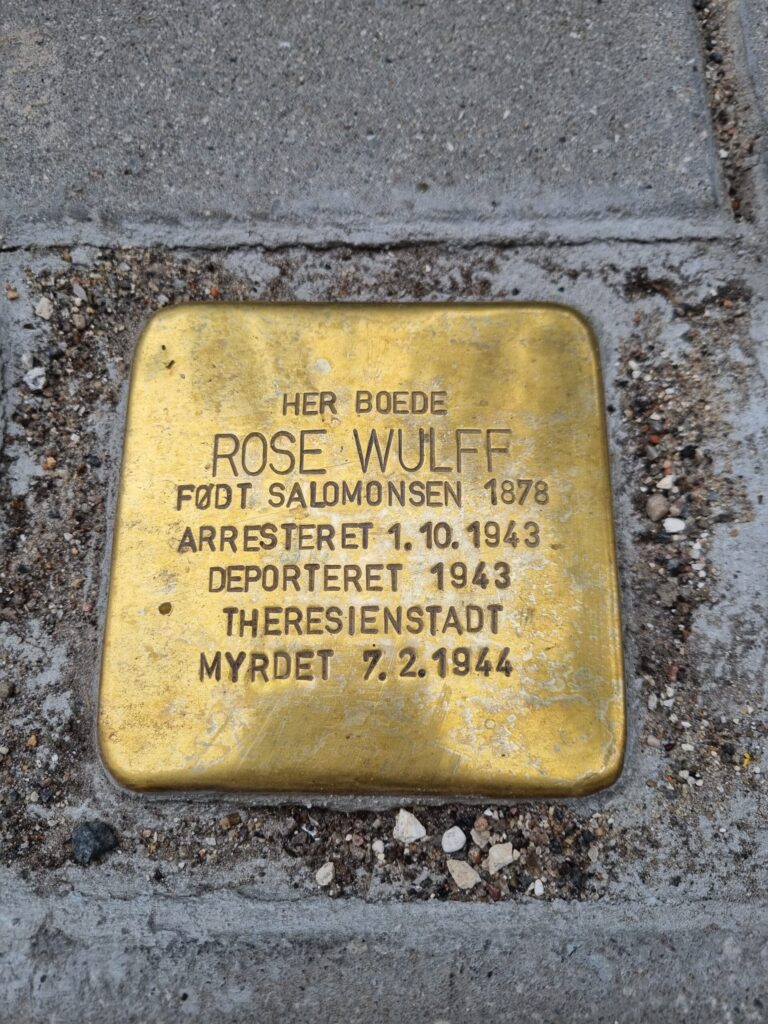 HER BOEDE
ROSE WULFF
FØDT SALOMONSEN 1878
ARRESTERET 1.10.1943
DEPORTERET 1943
THERESIENSTADT
MYRDET 7.2.1944